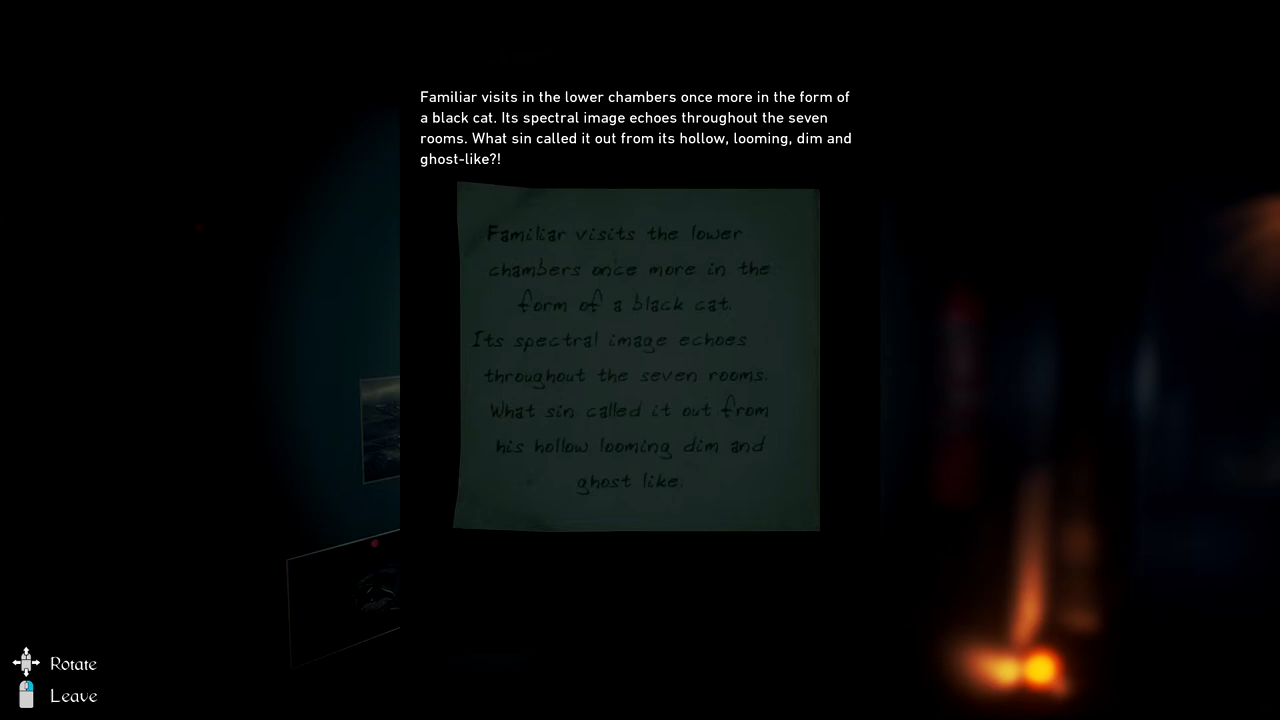 Familiar visits in the lower chambers once more in the form of
a black cat. Its spectral image echoes throughout the seven
rooms. What sin called it out from its hollow, looming, dim and
ghost-like?!
Familiar visits the lower
chambers once more in the
form of a black cat.
Its spectral image echoes
throughout the seven rooms.
What sin called it out from
his hollow looming dim and
ghost like.
Rotate
Leave